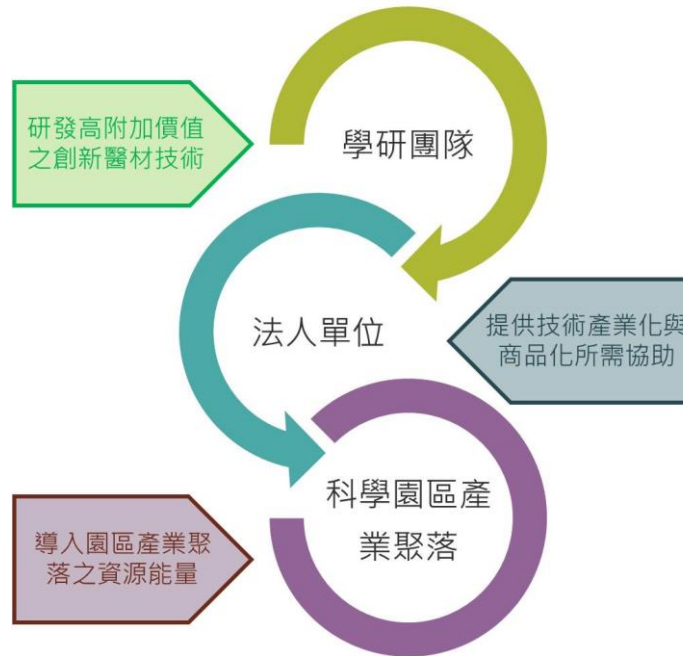 研發高附加價值
之創新醫材技術
學研團隊
法人單位
提供技術產業化與
商品化所需協助
科學園區產
業聚落
導入園區產業聚
落之資源能量